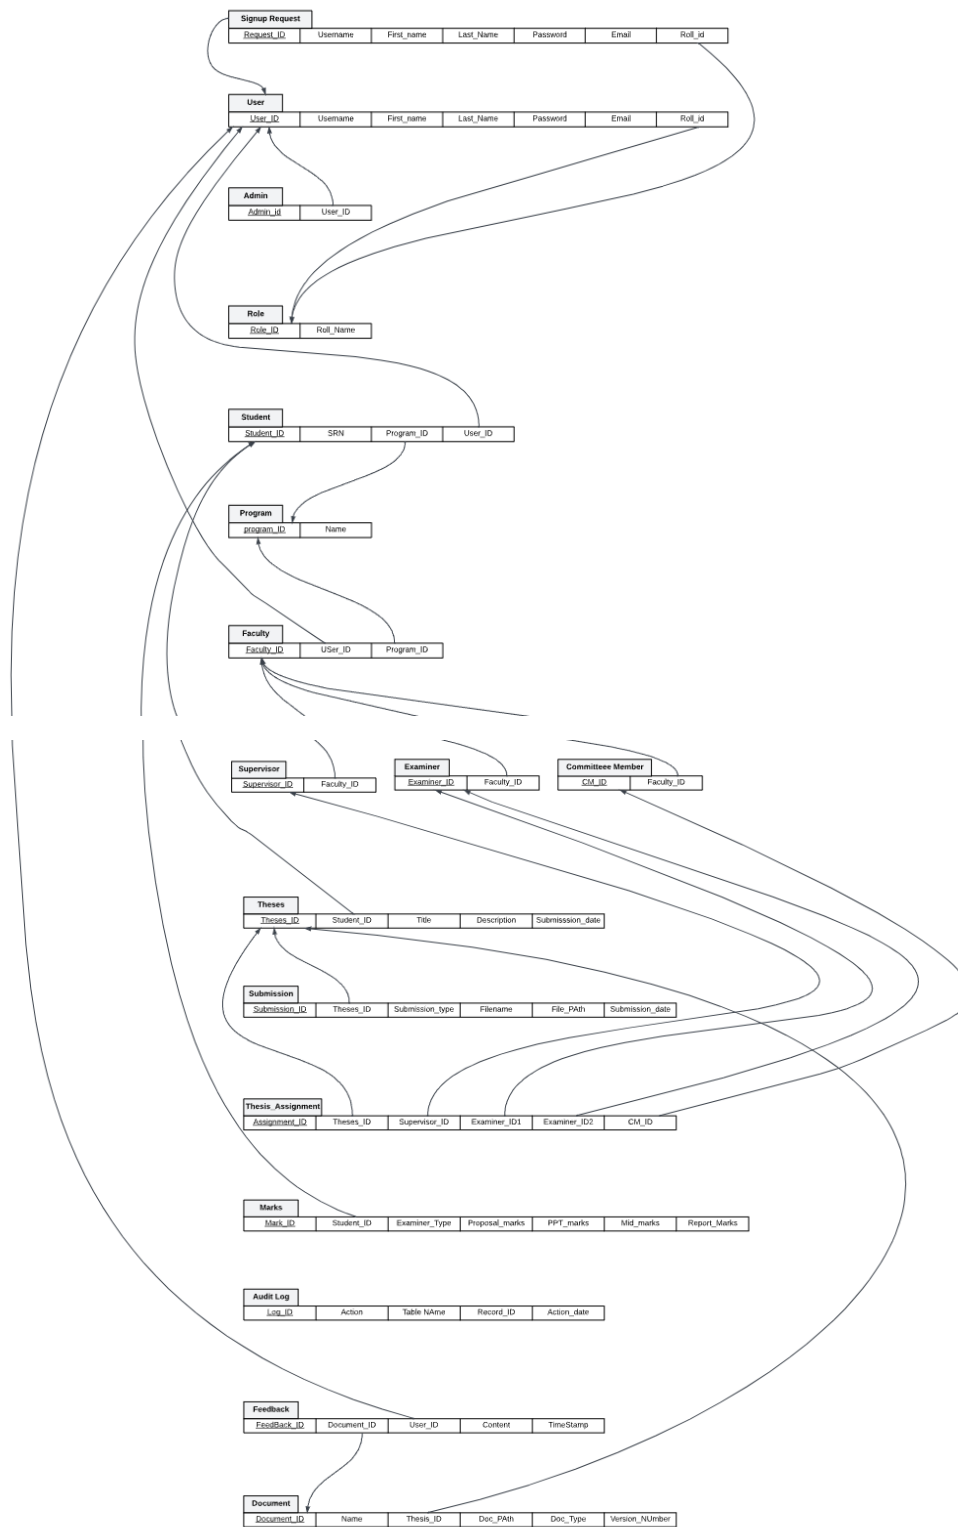 Signup Request
Request_ID Username First_name Last_Name Password Email Roll_id
User
User_ID Username First_name Last_Name Password Email Roll_id
Admin
Admin_id User_ID
Role
Role_ID Roll_Name
Student
Student_ID SRN Program_ID User_ID
Program
program_ID Name
Faculty
Faculty_ID USer_ID Program_ID
Supervisor Examiner Committeee Member
Supervisor_ID Faculty_ID Examiner_ID Faculty_ID CM_ID Faculty_ID
Theses
Theses_ID Student_ID Title Description Submisssion_date
Submission
Submission_ID Theses_ID Submission_type Filename File_PAth Submission_date
Thesis_Assignment
Assignment_ID Theses_ID Supervisor_ID Examiner_ID1 Examiner_ID2 CM_ID
Marks
Mark_ID Student_ID Examiner_Type Proposal_marks PPT_marks Mid_marks Report_Marks
Audit Log
Log_ID Action Table NAme Record_ID Action_date
Feedback
FeedBack_ID Document_ID User_ID Content TimeStamp
Document
Document_ID Name Thesis_ID Doc_PAth Doc_Type Version_NUmber